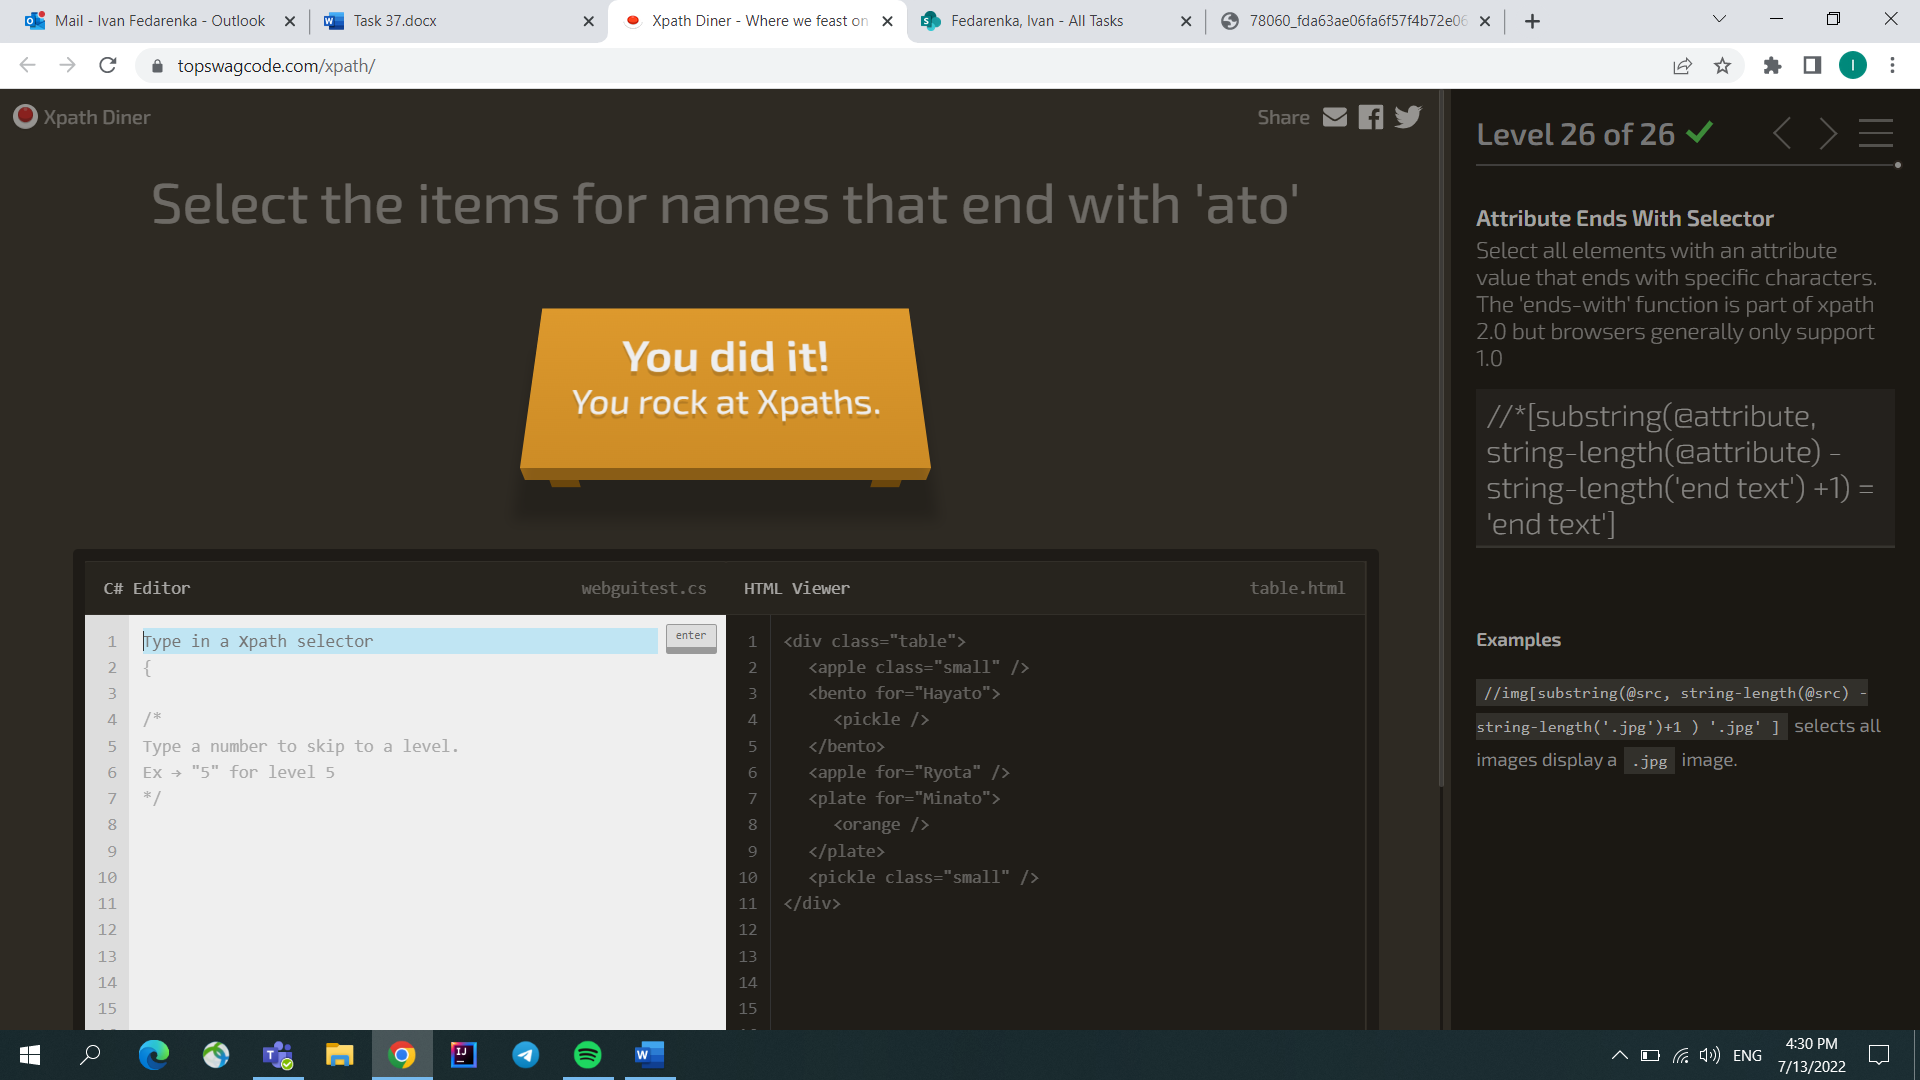 Mail - Ivan Fedarenka - Outlook
Task 37.docx
Xpath Diner - Where we feast on
Fedarenka, Ivan - All Tasks
78060_fda63ae06fa6f57f4b72e06
topswagcode.com/xpath/
I
Xpath Diner
Share
Select the items for names that end with 'ato'
You did it!
You rock at Xpaths.
C# Editor
webguitest.cs
HTML Viewer
table.html
1 Type in a Xpath selector
enter
2 {
3
4 /*
5 Type a number to skip to a level.
6 Ex → "5" for level 5
7 */
8
9
10
11
12
13
14
15
1 <div class="table">
2 <apple class="small" />
3 <bento for="Hayato">
4 <pickle />
5 </bento>
6 <apple for="Ryota" />
7 <plate for="Minato">
8 <orange />
9 </plate>
10 <pickle class="small" />
11 </div>
12
13
14
15
Level 26 of 26
Attribute Ends With Selector
Select all elements with an attribute
value that ends with specific characters.
The 'ends-with' function is part of xpath
2.0 but browsers generally only support
1.0
//*[substring(@attribute,
string-length(@attribute) -
string-length('end text') +1) =
'end text']
Examples
//img[substring(@src, string-length(@src) -
string-length('.jpg')+1 ) '.jpg' ] selects all
images display a .jpg image.
ENG
4:30 PM
7/13/2022